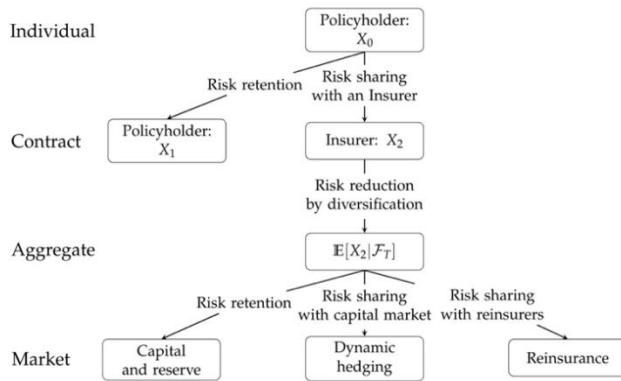 Individual
Policyholder:
X₀
Risk retention
Risk sharing
with an Insurer
Contract
Policyholder:
X₁
Insurer: X₂
Risk reduction
by diversification
Aggregate
𝔼[X₂|ℱ_T]
Risk retention
Risk sharing
with capital market
Risk sharing
with reinsurers
Market
Capital
and reserve
Dynamic
hedging
Reinsurance